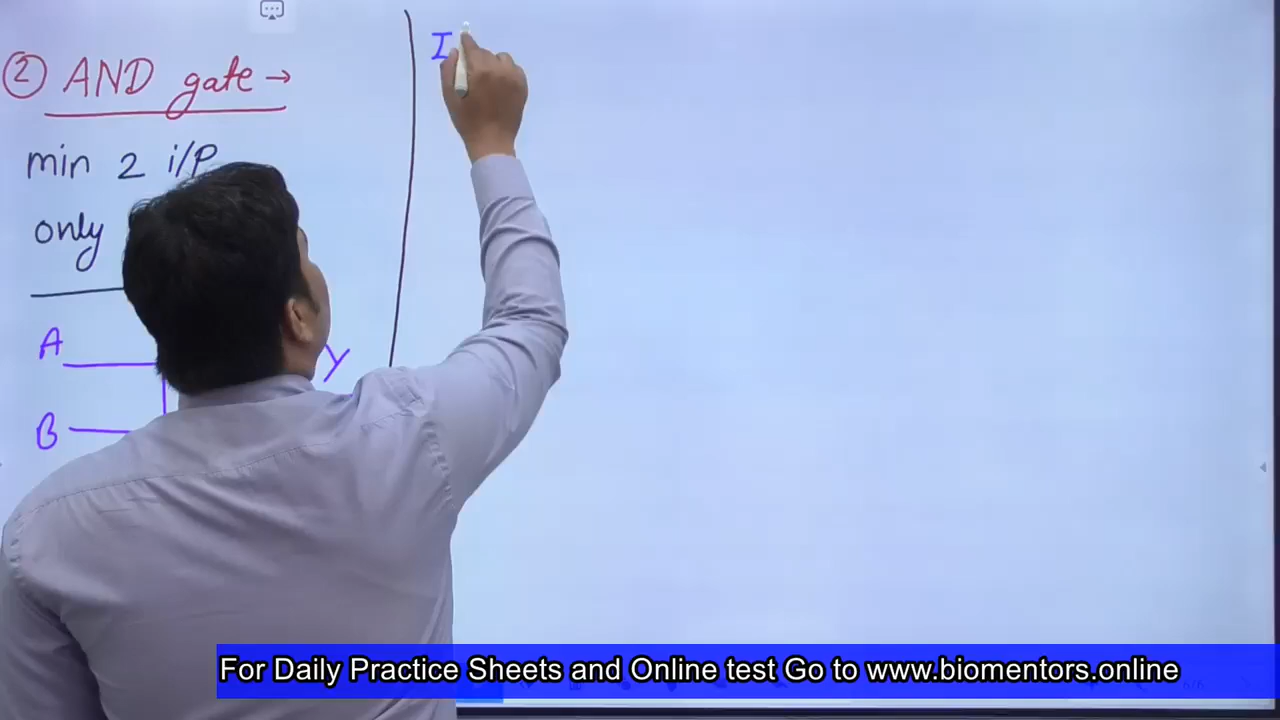 ② AND gate →
min 2 i/p
only
A
Y
B
I
For Daily Practice Sheets and Online test Go to www.biomentors.online